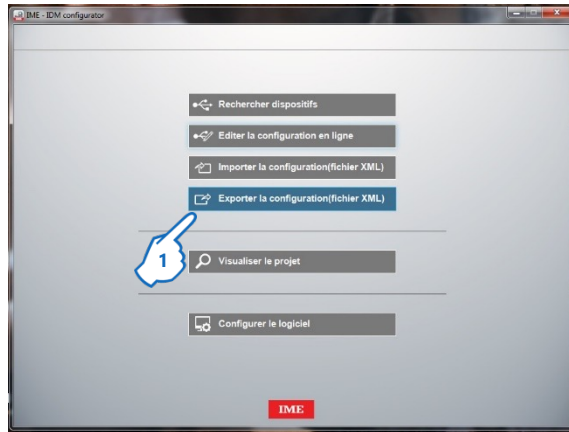 IME - IDM configurator
Rechercher dispositifs
Editer la configuration en ligne
Importer la configuration(fichier XML)
Exporter la configuration(fichier XML)
1
Visualiser le projet
Configurer le logiciel
IME